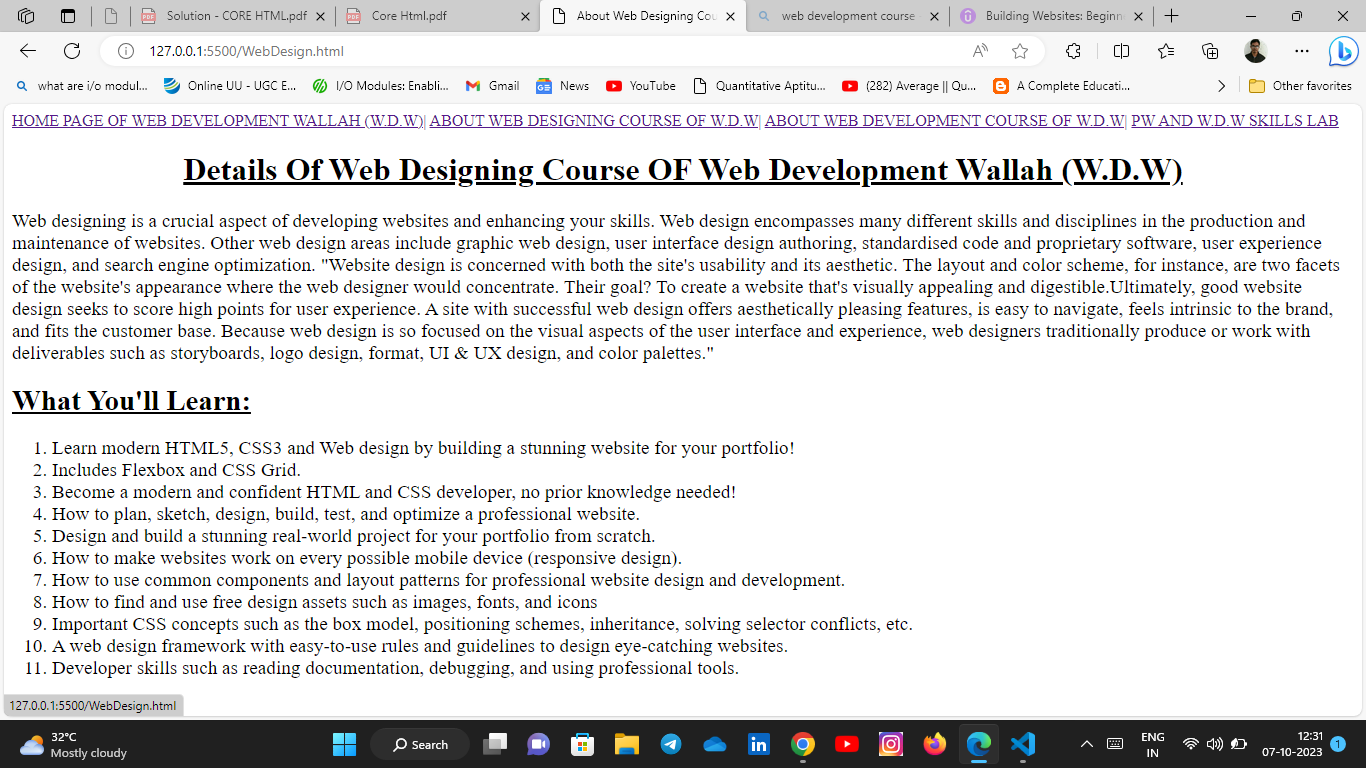 Solution - CORE HTML.pdf
Core Html.pdf
About Web Designing Cou
web development course
Building Websites: Beginn
127.0.0.1:5500/WebDesign.html
what are i/o modul...
Online UU - UGC E...
I/O Modules: Enabli...
Gmail
News
YouTube
Quantitative Aptitu...
(282) Average || Qu...
A Complete Educati...
Other favorites
HOME PAGE OF WEB DEVELOPMENT WALLAH (W.D.W)| ABOUT WEB DESIGNING COURSE OF W.D.W| ABOUT WEB DEVELOPMENT COURSE OF W.D.W| PW AND W.D.W SKILLS LAB
Details Of Web Designing Course OF Web Development Wallah (W.D.W)
Web designing is a crucial aspect of developing websites and enhancing your skills. Web design encompasses many different skills and disciplines in the production and
maintenance of websites. Other web design areas include graphic web design, user interface design authoring, standardised code and proprietary software, user experience
design, and search engine optimization. "Website design is concerned with both the site's usability and its aesthetic. The layout and color scheme, for instance, are two facets
of the website's appearance where the web designer would concentrate. Their goal? To create a website that's visually appealing and digestible.Ultimately, good website
design seeks to score high points for user experience. A site with successful web design offers aesthetically pleasing features, is easy to navigate, feels intrinsic to the brand,
and fits the customer base. Because web design is so focused on the visual aspects of the user interface and experience, web designers traditionally produce or work with
deliverables such as storyboards, logo design, format, UI & UX design, and color palettes."
What You'll Learn:
1. Learn modern HTML5, CSS3 and Web design by building a stunning website for your portfolio!
2. Includes Flexbox and CSS Grid.
3. Become a modern and confident HTML and CSS developer, no prior knowledge needed!
4. How to plan, sketch, design, build, test, and optimize a professional website.
5. Design and build a stunning real-world project for your portfolio from scratch.
6. How to make websites work on every possible mobile device (responsive design).
7. How to use common components and layout patterns for professional website design and development.
8. How to find and use free design assets such as images, fonts, and icons
9. Important CSS concepts such as the box model, positioning schemes, inheritance, solving selector conflicts, etc.
10. A web design framework with easy-to-use rules and guidelines to design eye-catching websites.
11. Developer skills such as reading documentation, debugging, and using professional tools.
127.0.0.1:5500/WebDesign.html
32°C
Mostly cloudy
Search
ENG
IN
12:31
07-10-2023
1